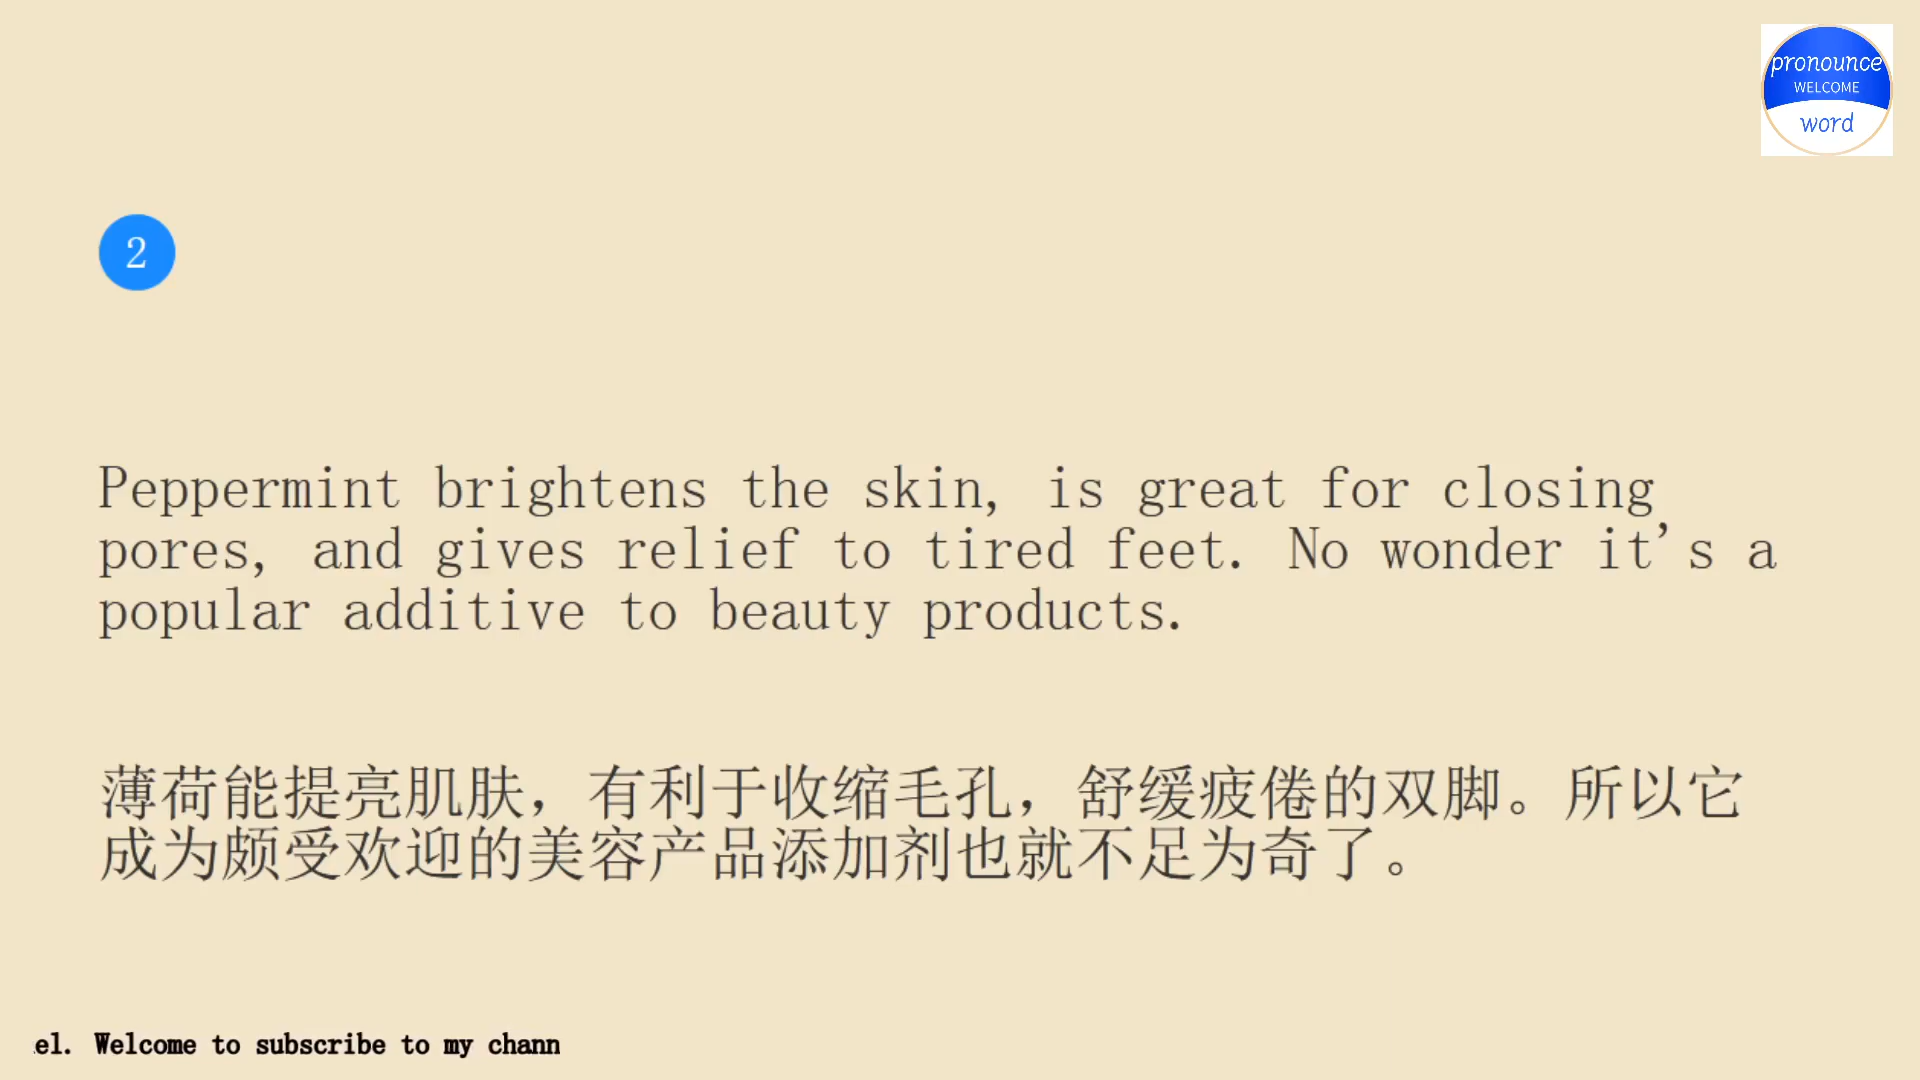 pronounce
WELCOME
word
2
Peppermint brightens the skin, is great for closing
pores, and gives relief to tired feet. No wonder it's a
popular additive to beauty products.
薄荷能提亮肌肤，有利于收缩毛孔，舒缓疲倦的双脚。所以它
成为颇受欢迎的美容产品添加剂也就不足为奇了。
el. Welcome to subscribe to my chann